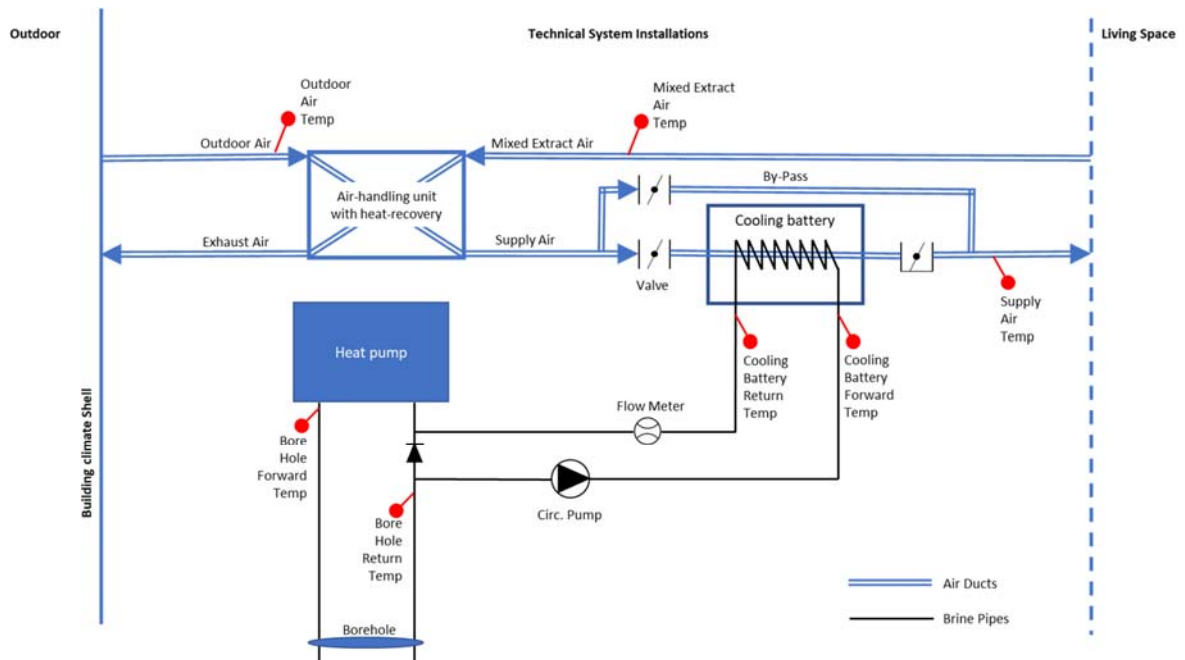 Outdoor
Technical System Installations
Living Space
Outdoor
Air
Temp
Mixed Extract
Air
Temp
Outdoor Air
Mixed Extract Air
By-Pass
Air-handling unit
with heat-recovery
Cooling battery
Exhaust Air
Supply Air
Valve
Supply
Air
Temp
Heat pump
Cooling
Battery
Return
Temp
Cooling
Battery
Forward
Temp
Flow Meter
Bore
Hole
Forward
Temp
Building climate Shell
Circ. Pump
Bore
Hole
Return
Temp
Air Ducts
Brine Pipes
Borehole